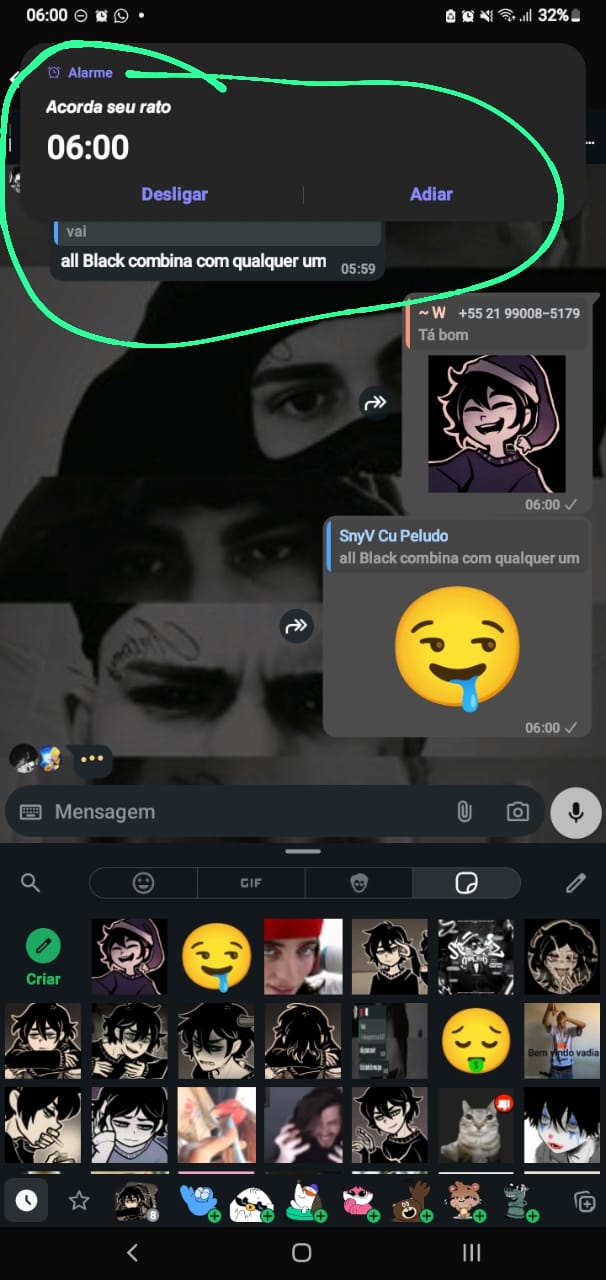 06:00
32%
Alarme
Acorda seu rato
06:00
Desligar
Adiar
vai
all Black combina com qualquer um
05:59
~ W +55 21 99008-5179
Tá bom
06:00
SnyV Cu Peludo
all Black combina com qualquer um
06:00
Mensagem
GIF
Criar
Bem vindo vadia
8